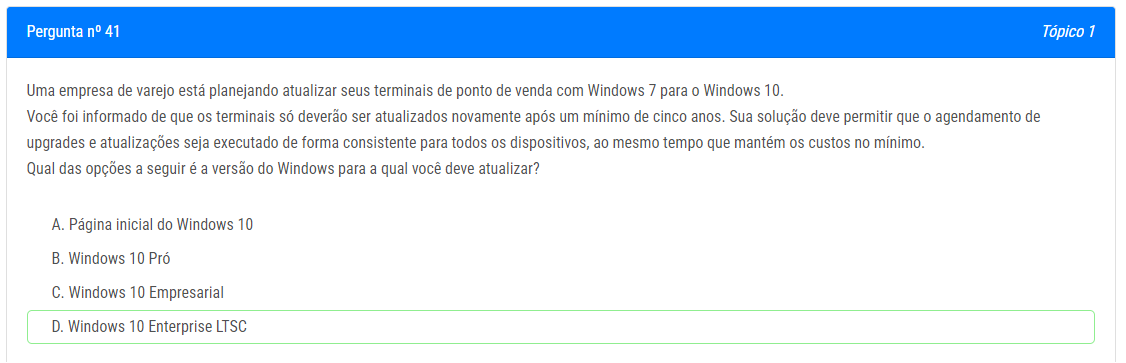 Pergunta nº 41
Tópico 1
Uma empresa de varejo está planejando atualizar seus terminais de ponto de venda com Windows 7 para o Windows 10.
Você foi informado de que os terminais só deverão ser atualizados novamente após um mínimo de cinco anos. Sua solução deve permitir que o agendamento de
upgrades e atualizações seja executado de forma consistente para todos os dispositivos, ao mesmo tempo que mantém os custos no mínimo.
Qual das opções a seguir é a versão do Windows para a qual você deve atualizar?
A. Página inicial do Windows 10
B. Windows 10 Pró
C. Windows 10 Empresarial
D. Windows 10 Enterprise LTSC